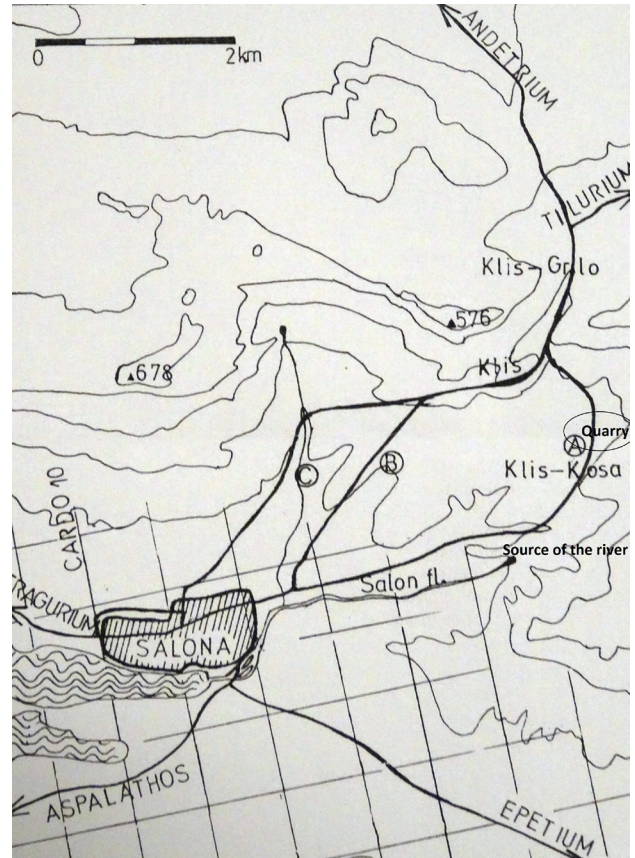 0 2km
ANDETRIUM
TILURIUM
Klis-Grlo
▲576
Klis
▲678
Quarry
A
B
C
Klis-Kosa
CARDO 10
Source of the river
Salon fl.
TRAGURIUM
SALONA
ASPALATHOS
EPETIUM